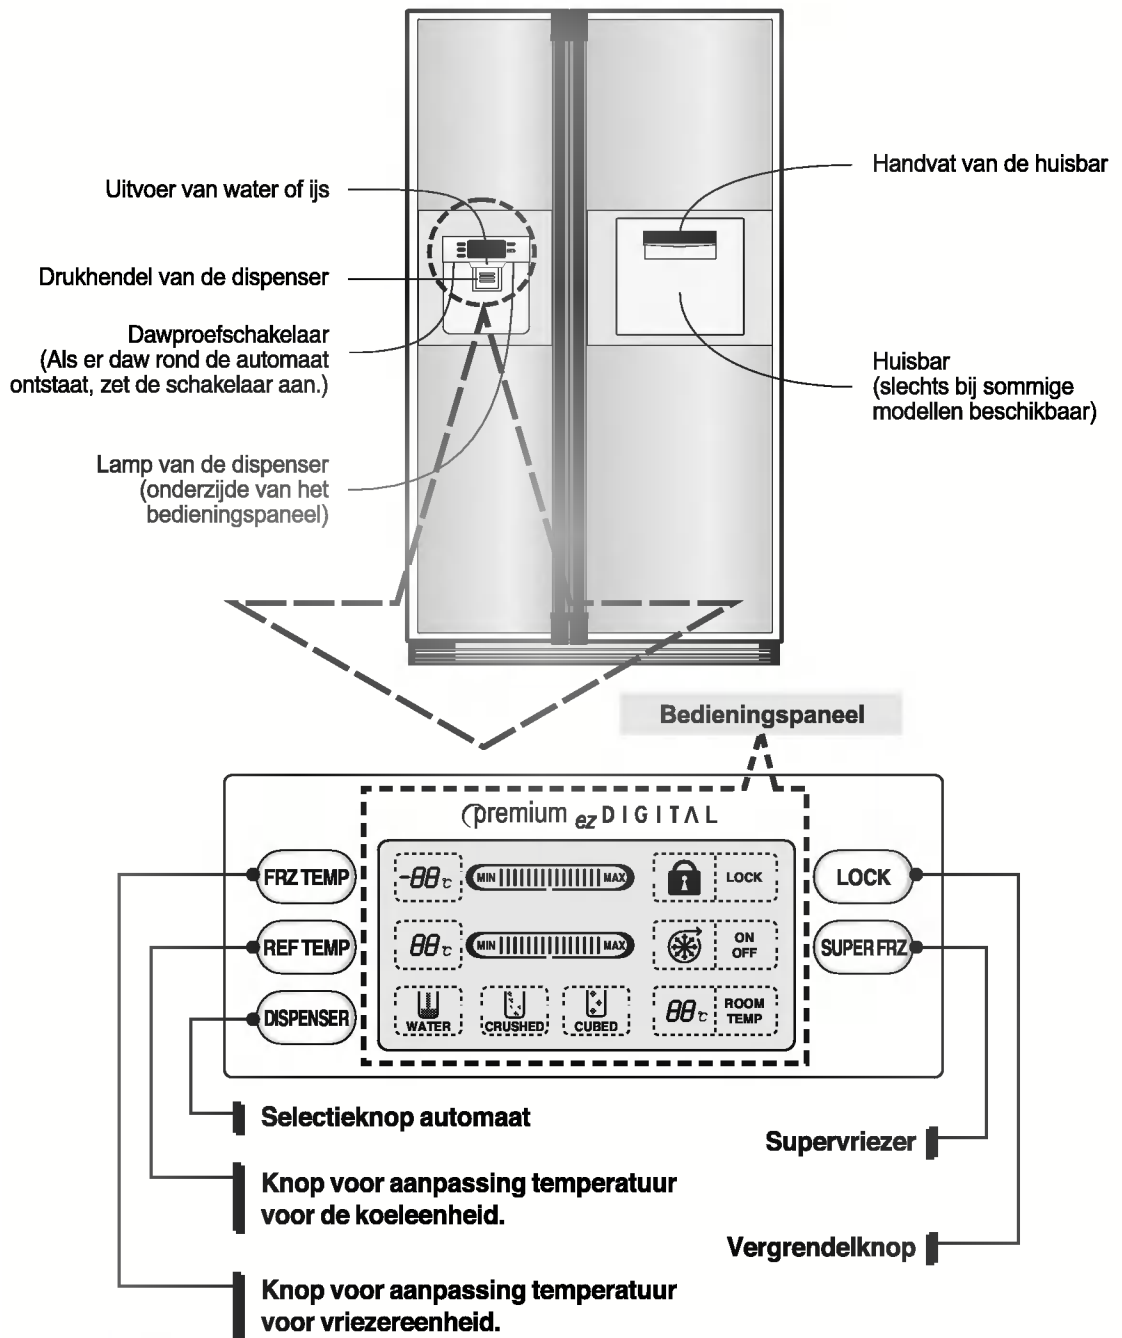 Handvat van de huisbar
Uitvoer van water of ijs
Drukhendel van de dispenser
Dawproefschakelaar
(Als er daw rond de automaat
ontstaat, zet de schakelaar aan.)
Huisbar
(slechts bij sommige
modellen beschikbaar)
Lamp van de dispenser
(onderzijde van het
bedieningspaneel)
Bedieningspaneel
premium ez DIGITAL
FRZ TEMP
-88 °C
MIN MAX
LOCK
LOCK
REF TEMP
88 °C
MIN MAX
ON
OFF
SUPER FRZ
DISPENSER
WATER
CRUSHED
CUBED
88 °C
ROOM
TEMP
Selectieknop automaat
Supervriezer
Knop voor aanpassing temperatuur
voor de koeleenheid.
Vergrendelknop
Knop voor aanpassing temperatuur
voor vriezereenheid.